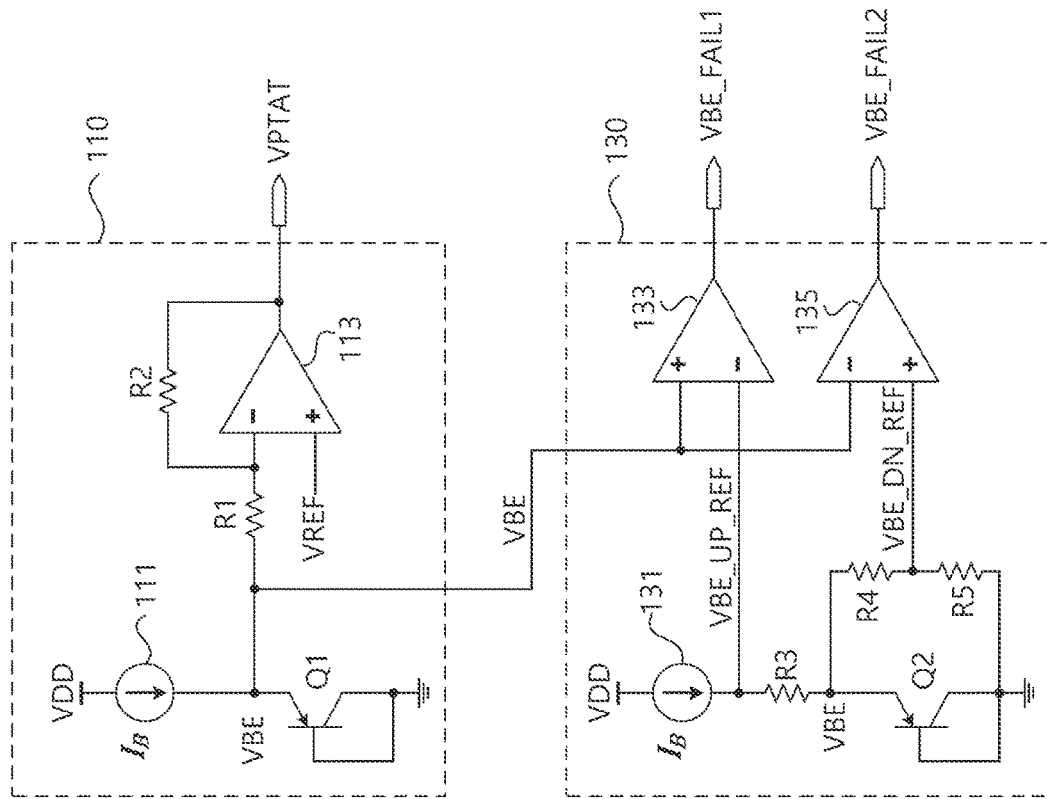 110
VDD
111
I_B
VBE
Q1
R1
R2
VREF
-
+
113
VPTAT
VBE
130
VDD
131
I_B
VBE_UP_REF
R3
VBE
Q2
R4
R5
VBE_DN_REF
+
-
133
VBE_FAIL1
-
+
135
VBE_FAIL2